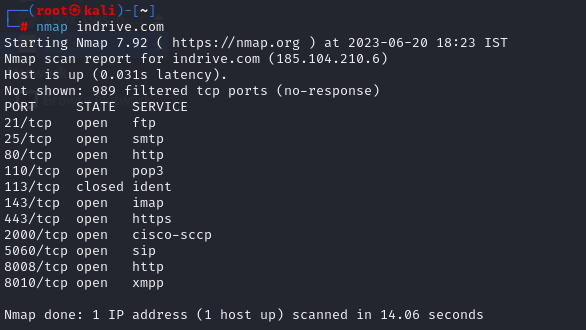 ┌──(root㉿kali)-[~]
└─# nmap indrive.com
Starting Nmap 7.92 ( https://nmap.org ) at 2023-06-20 18:23 IST
Nmap scan report for indrive.com (185.104.210.6)
Host is up (0.031s latency).
Not shown: 989 filtered tcp ports (no-response)
PORT     STATE  SERVICE
21/tcp   open   ftp
25/tcp   open   smtp
80/tcp   open   http
110/tcp  open   pop3
113/tcp  closed ident
143/tcp  open   imap
443/tcp  open   https
2000/tcp open   cisco-sccp
5060/tcp open   sip
8008/tcp open   http
8010/tcp open   xmpp
Nmap done: 1 IP address (1 host up) scanned in 14.06 seconds